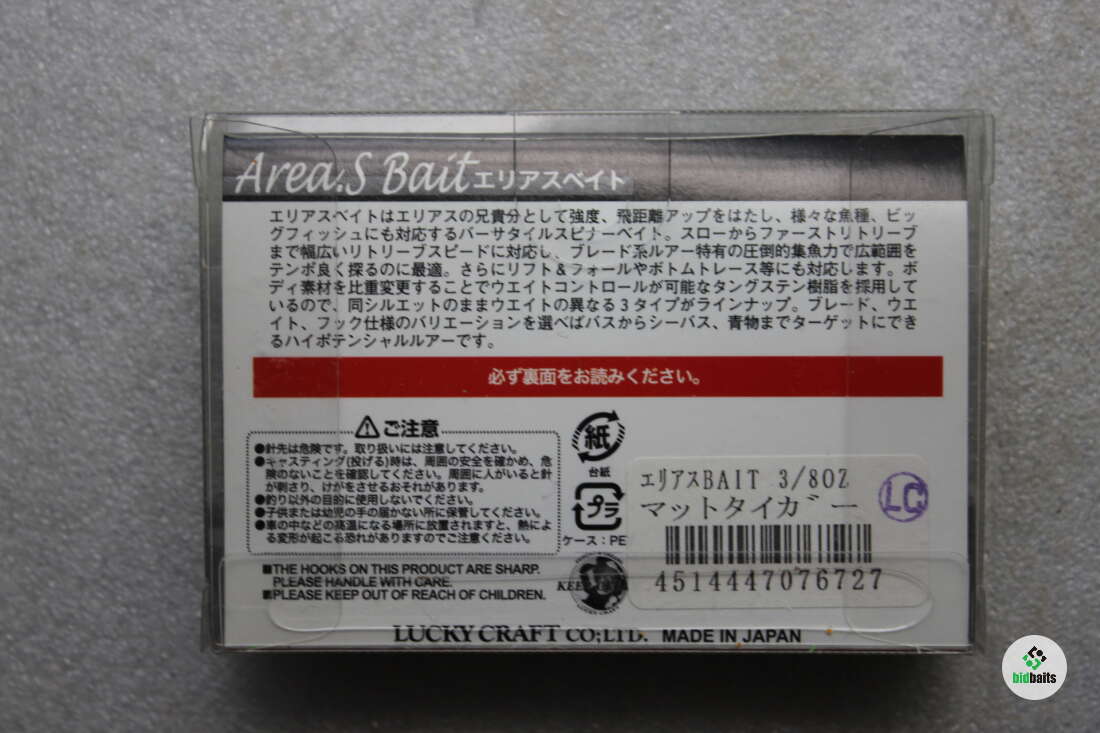 Area.S Bait エリアスベイト
エリアスベイトはエリアスの兄貴分として強度、飛距離アップをはたし、様々な魚種、ビッ
グフィッシュにも対応するバーサタイルスピナーベイト。スローからファーストリトリーブ
まで幅広いリトリーブスピードに対応し、ブレード系ルアー特有の圧倒的集魚力で広範囲を
テンポ良く探るのに最適。さらにリフト＆フォールやボトムトレース等にも対応します。ボ
ディ素材を比重変更することでウエイトコントロールが可能なタングステン樹脂を採用して
いるので、同シルエットのままウエイトの異なる3タイプがラインナップ。ブレード、ウエ
イト、フック仕様のバリエーションを選べばバスからシーバス、青物までターゲットにでき
るハイポテンシャルルアーです。
必ず裏面をお読みください。
ご注意
●針先は危険です。取り扱いには注意してください。
●キャスティング(投げる)時は、周囲の安全を確かめ、危
険のないことを確認してください。周囲に人がいると針
が刺さり、けがをさせるおそれがあります。
●釣り以外の目的に使用しないでください。
●子供または幼児の手の届かない所に保管してください。
●車の中などの高温になる場所に放置されますと、熱によ
る変形が起こる恐れがありますのでご注意ください。
紙
台紙
プラ
ケース：PE
エリアスBAIT 3/8OZ
マットタイガー
LC
4514447076727
■THE HOOKS ON THIS PRODUCT ARE SHARP.
PLEASE HANDLE WITH CARE.
■PLEASE KEEP OUT OF REACH OF CHILDREN.
LUCKY CRAFT CO;LTD. MADE IN JAPAN
bidbaits